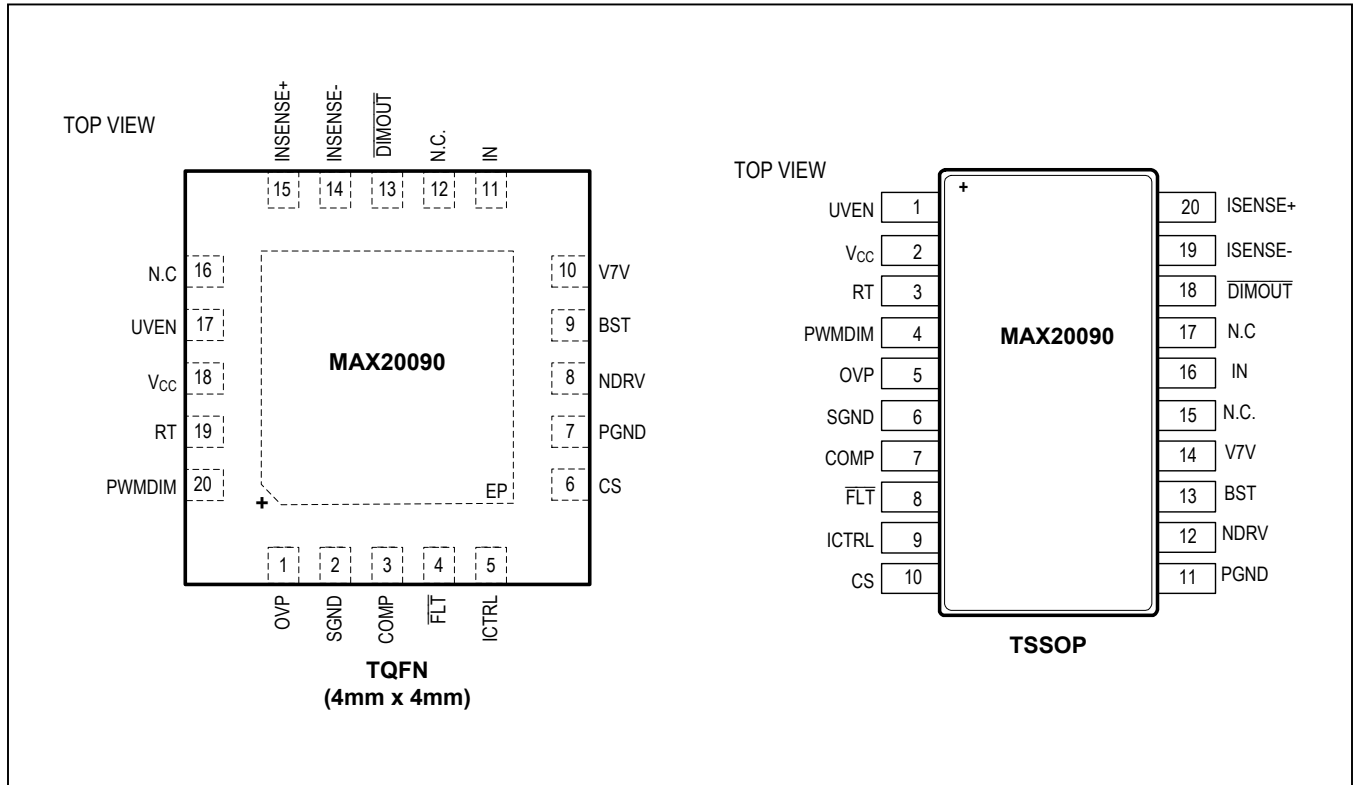 TOP VIEW
INSENSE+
INSENSE-
DIMOUT
N.C.
IN
15 14 13 12 11
N.C 16
UVEN 17
VCC 18
RT 19
PWMDIM 20
10 V7V
9 BST
8 NDRV
7 PGND
6 CS
MAX20090
EP
+
1 2 3 4 5
OVP
SGND
COMP
FLT
ICTRL
TQFN
(4mm x 4mm)
TOP VIEW
+
UVEN 1
VCC 2
RT 3
PWMDIM 4
OVP 5
SGND 6
COMP 7
FLT 8
ICTRL 9
CS 10
MAX20090
20 ISENSE+
19 ISENSE-
18 DIMOUT
17 N.C
16 IN
15 N.C.
14 V7V
13 BST
12 NDRV
11 PGND
TSSOP